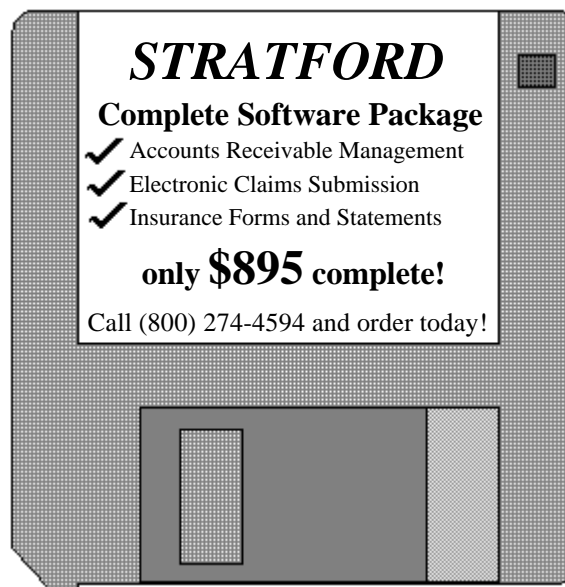 STRATFORD
Complete Software Package
Accounts Receivable Management
Electronic Claims Submission
Insurance Forms and Statements
only $895 complete!
Call (800) 274-4594 and order today!